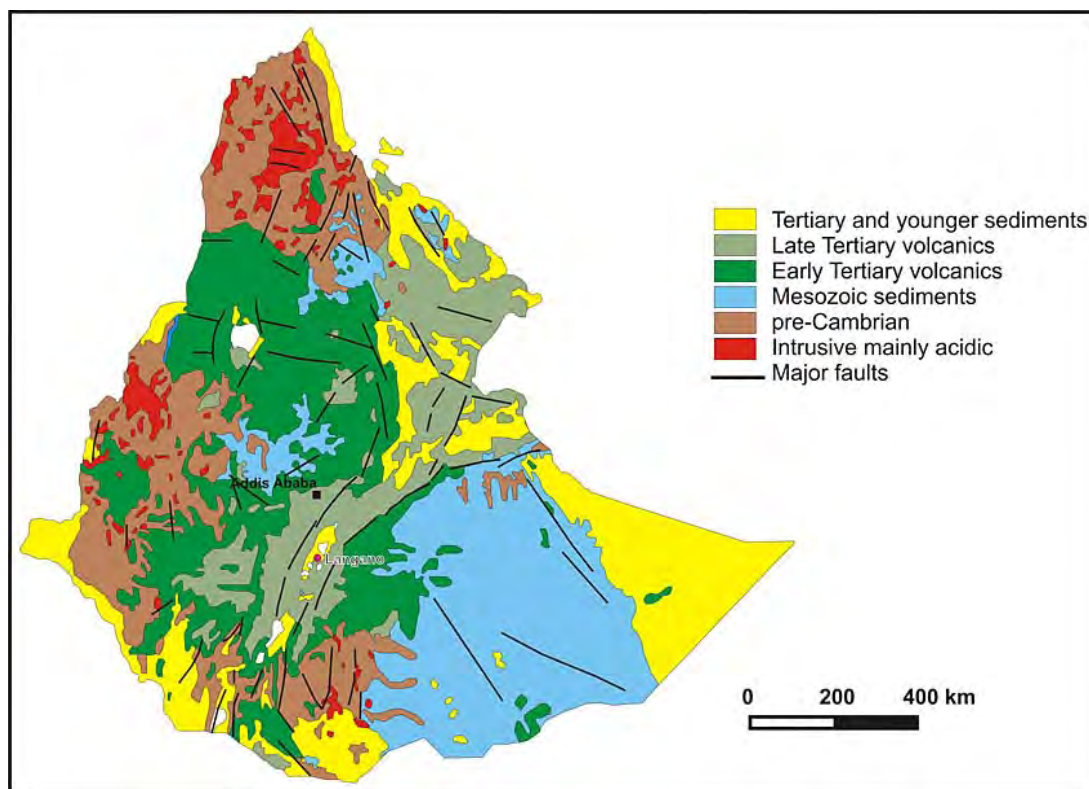 Tertiary and younger sediments
Late Tertiary volcanics
Early Tertiary volcanics
Mesozoic sediments
pre-Cambrian
Intrusive mainly acidic
Major faults
Addis Ababa
Langano
0 200 400 km